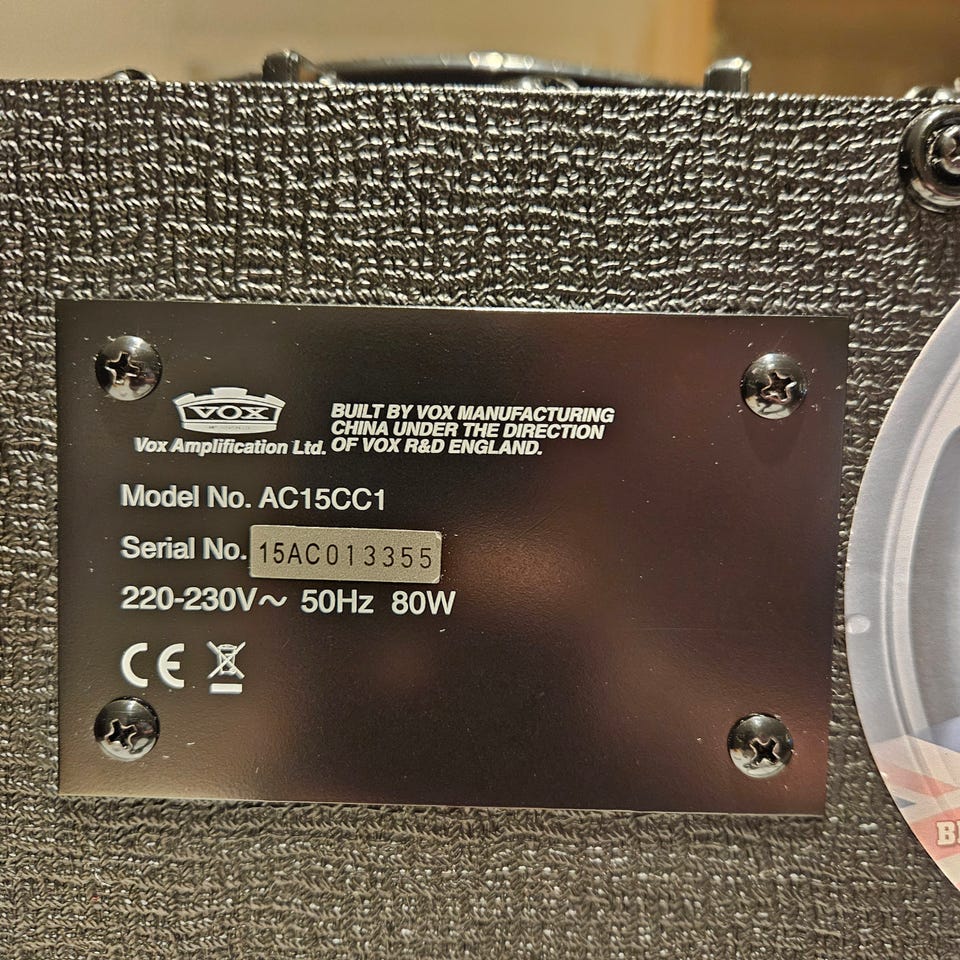 VOX
Vox Amplification Ltd.
BUILT BY VOX MANUFACTURING
CHINA UNDER THE DIRECTION
OF VOX R&D ENGLAND.
Model No. AC15CC1
Serial No. 15AC013355
220-230V～ 50Hz 80W
CE